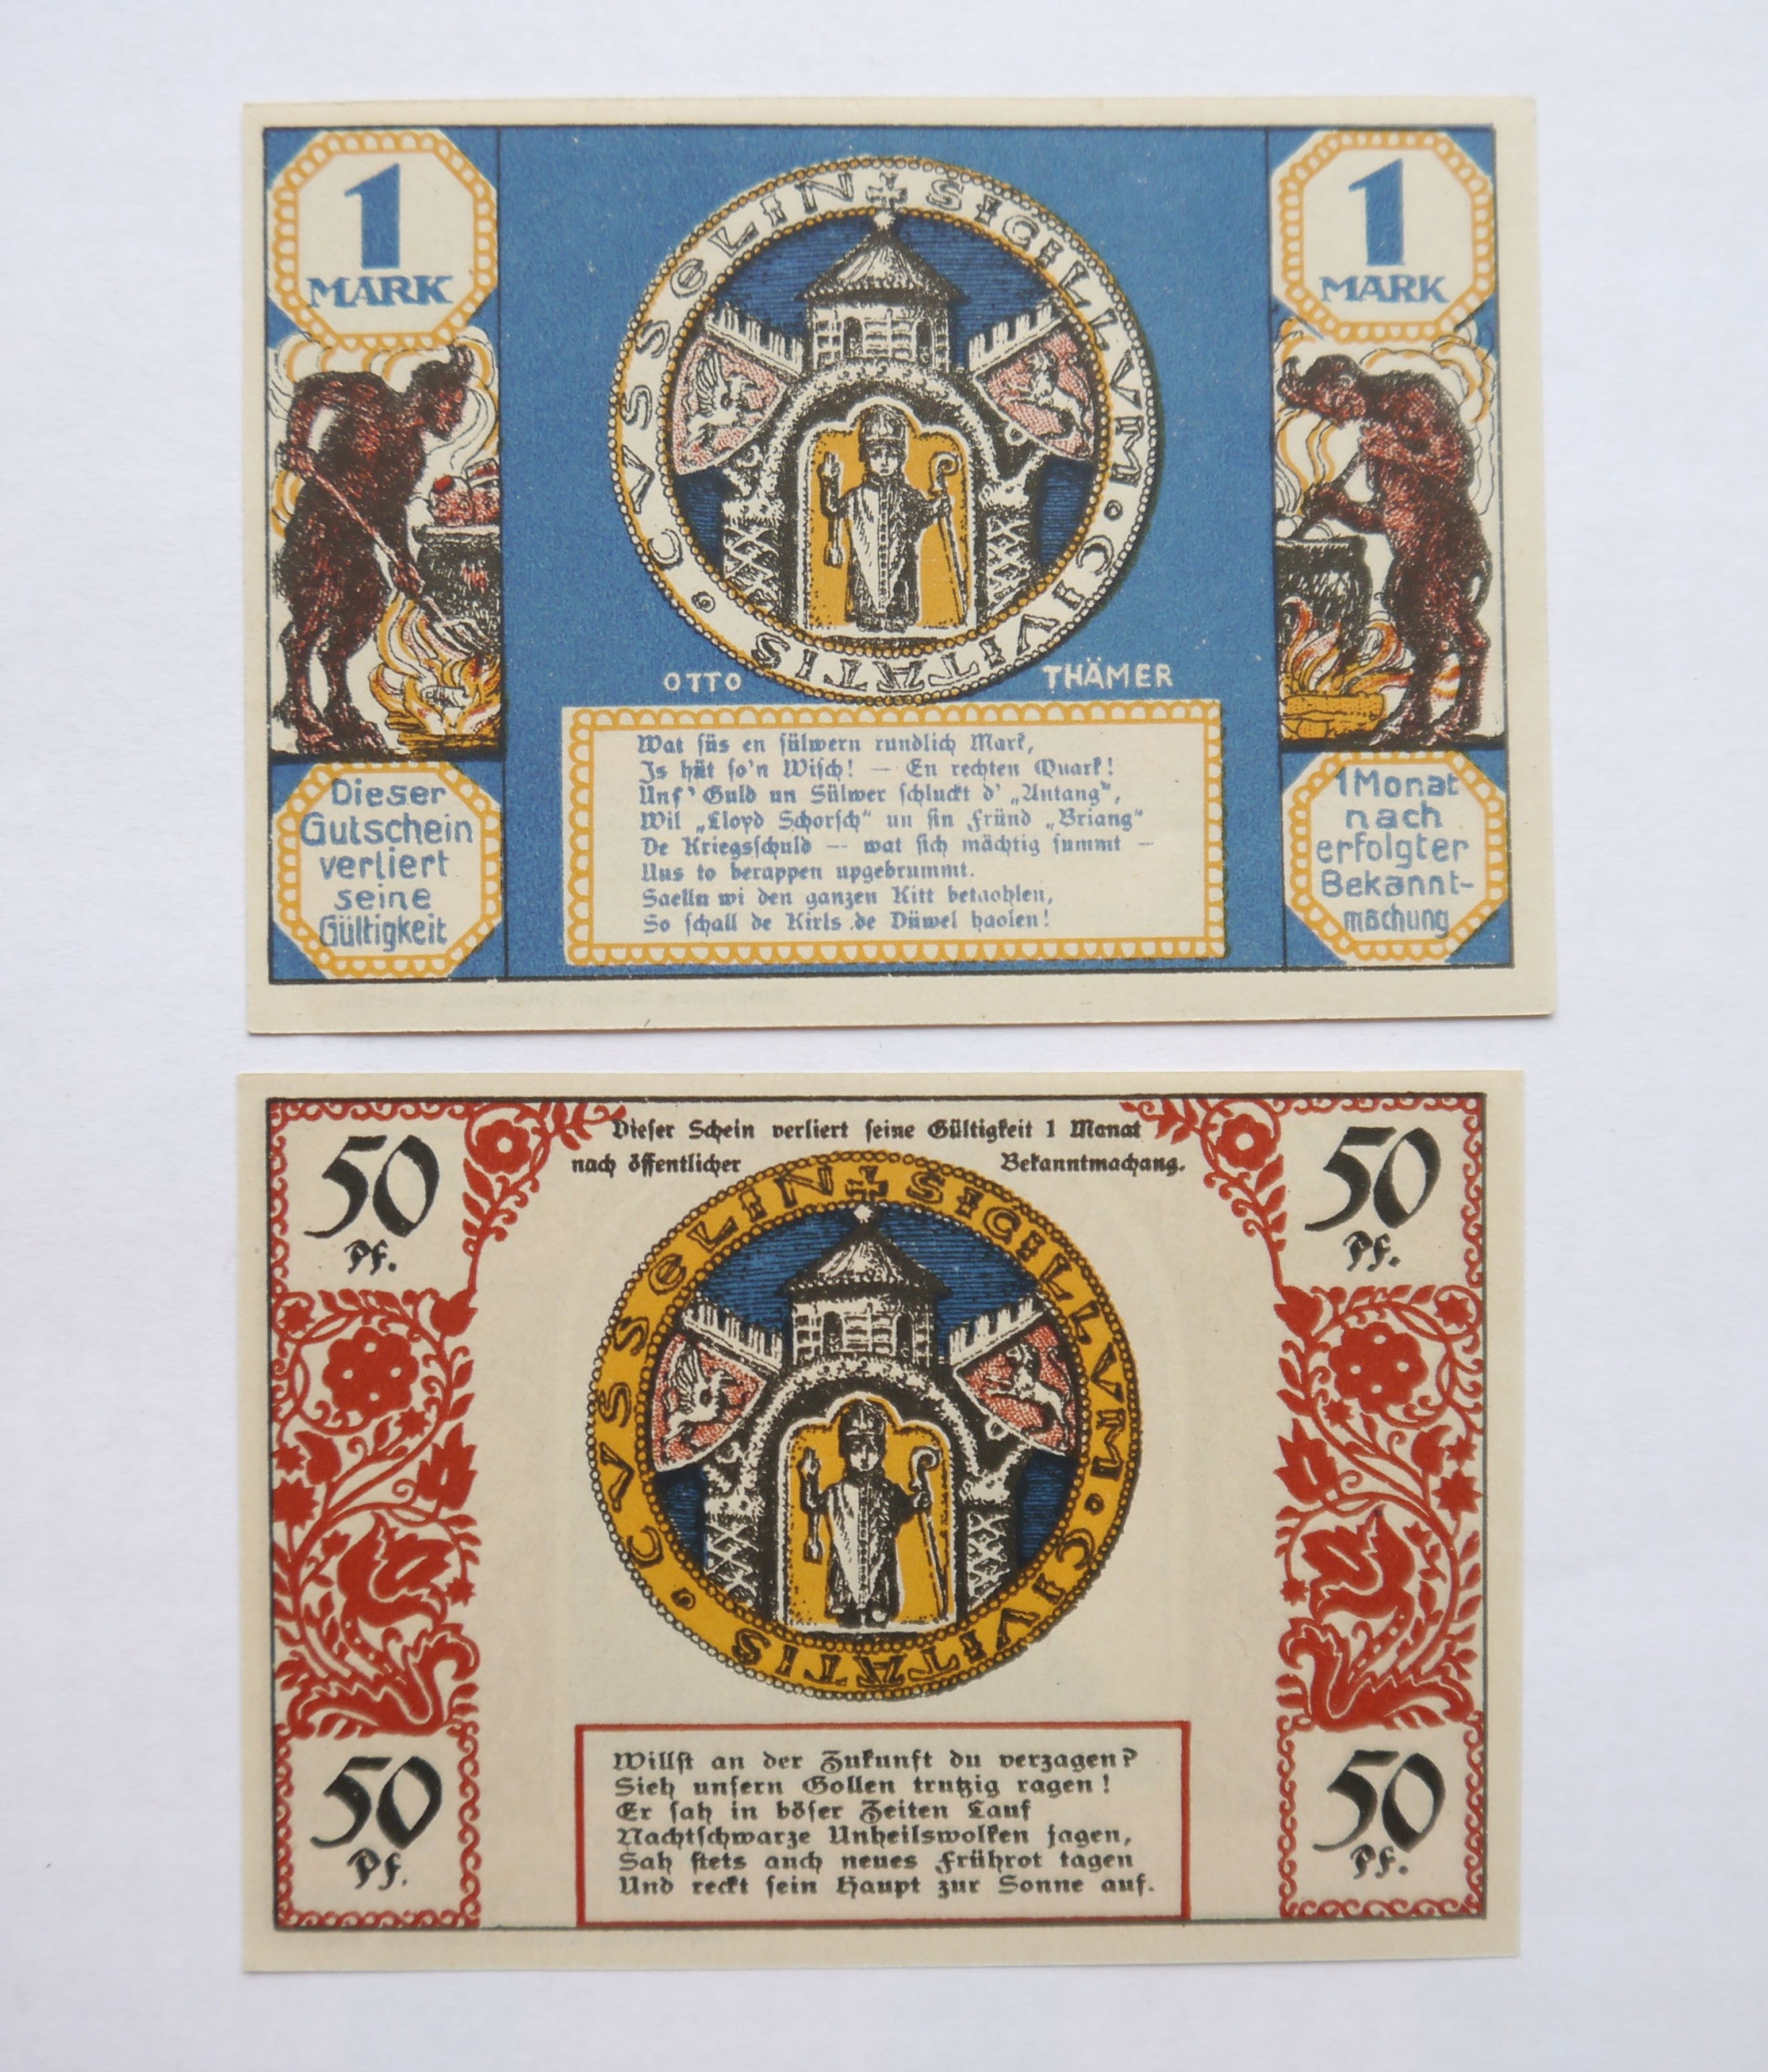 1
MARK
SIGILLVM · CIVITATIS · CVSSELIN
1
MARK
OTTO THÄMER
Dieser
Gutschein
verliert
seine
Gültigkeit
Wat süs en sülwern rundlich Mark,
Is hüt so'n Wisch! — En rechten Quark!
Uns' Guld un Sülwer schluckt d' „Antang",
Wil „Lloyd Schorsch" un sin Fründ „Briang"
De Kriegsschuld — wat sich mächtig summt —
Uns to berappen upgebrummt.
Saelln wi den ganzen Kitt betaohlen,
So schall de Kirls de Düwel haolen!
1 Monat
nach
erfolgter
Bekannt-
machung
50
Pf.
Dieser Schein verliert seine Gültigkeit 1 Monat
nach öffentlicher Bekanntmachang.
50
Pf.
SIGILLVM · CIVITATIS · CVSSELIN
50
Pf.
Willst an der Zukunft du verzagen?
Sieh unsern Gollen trutzig ragen!
Er sah in böser Zeiten Lauf
Nachtschwarze Unheilswolken jagen,
Sah stets auch neues Frührot tagen
Und reckt sein Haupt zur Sonne auf.
50
Pf.